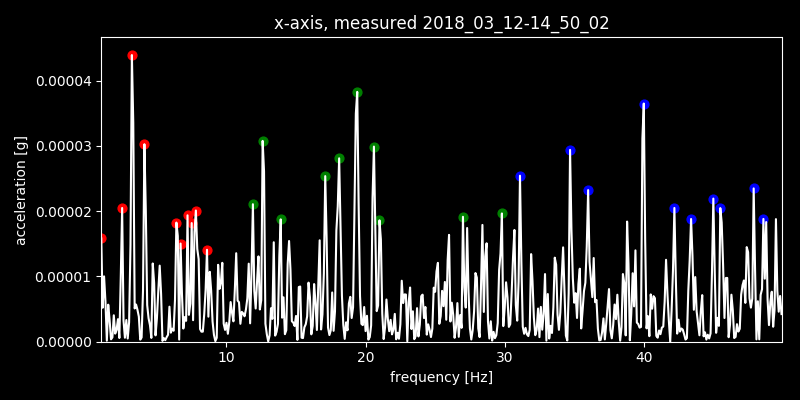 x-axis, measured 2018_03_12-14_50_02
acceleration [g]
0.00004
0.00003
0.00002
0.00001
0.00000
10 20 30 40
frequency [Hz]